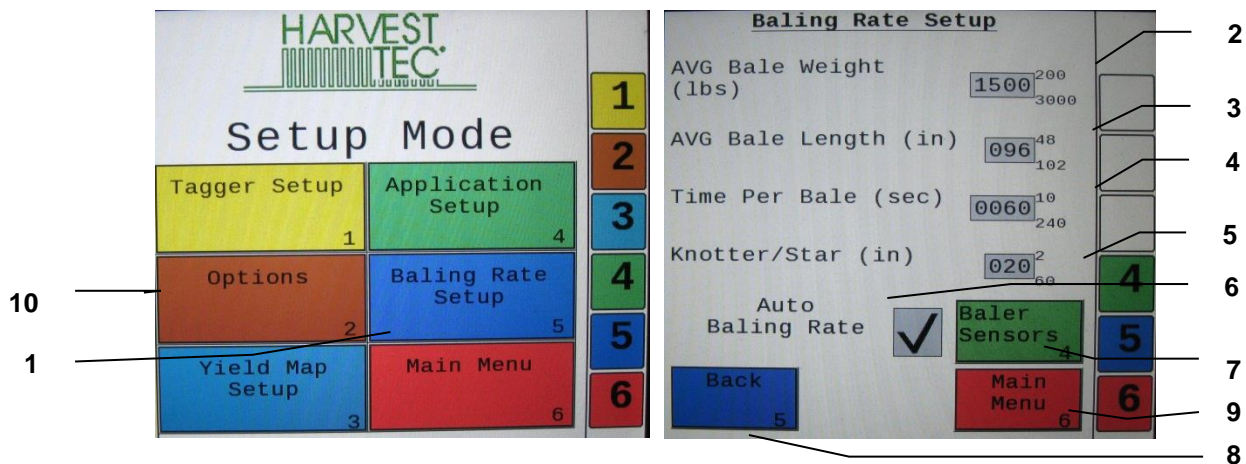 HARVEST
TEC
Setup Mode
Tagger Setup
1
Application
Setup
4
Options
2
Baling Rate
Setup
5
Yield Map
Setup
3
Main Menu
6
1
2
3
4
5
6
10
1
Baling Rate Setup
AVG Bale Weight
(lbs)
1500
200
3000
AVG Bale Length (in)
096
48
102
Time Per Bale (sec)
0060
10
240
Knotter/Star (in)
020
2
60
Auto
Baling Rate
Baler
Sensors
4
Back
5
Main
Menu
6
4
5
6
2
3
4
5
6
7
9
8